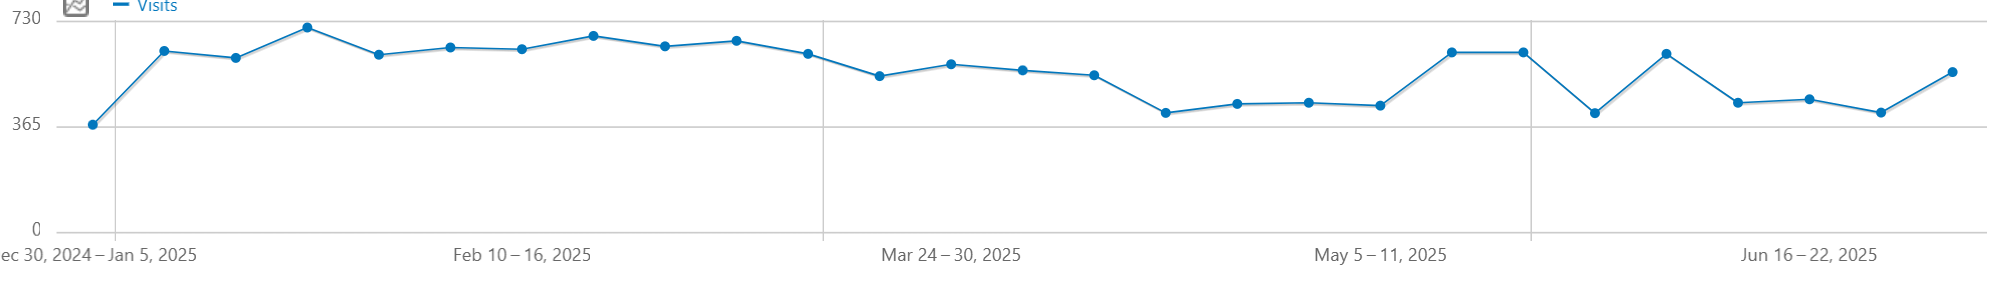 Visits
730
365
0
ec 30, 2024 – Jan 5, 2025
Feb 10 – 16, 2025
Mar 24 – 30, 2025
May 5 – 11, 2025
Jun 16 – 22, 2025